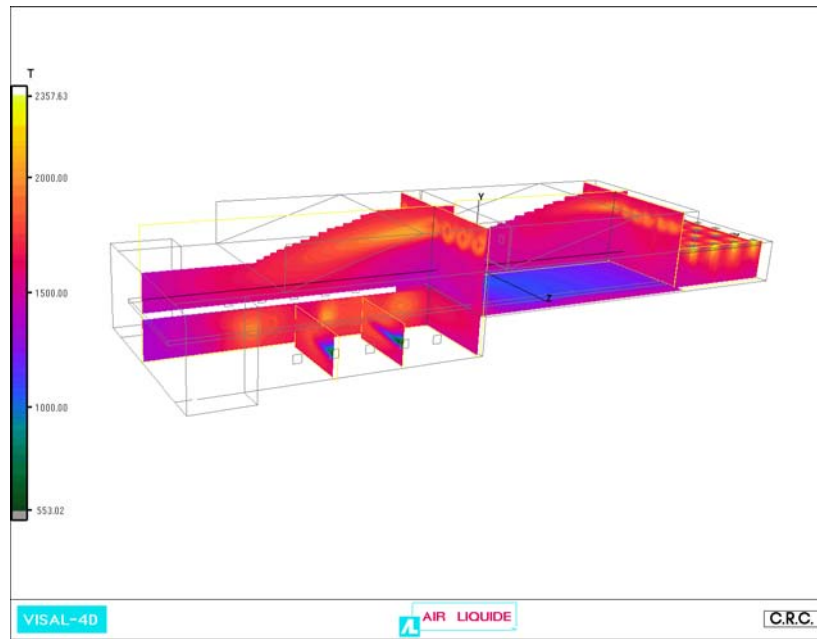 T
2357.63
2000.00
1500.00
1000.00
553.02
Y
Z
VISAL-4D
AIR LIQUIDE
C.R.C.